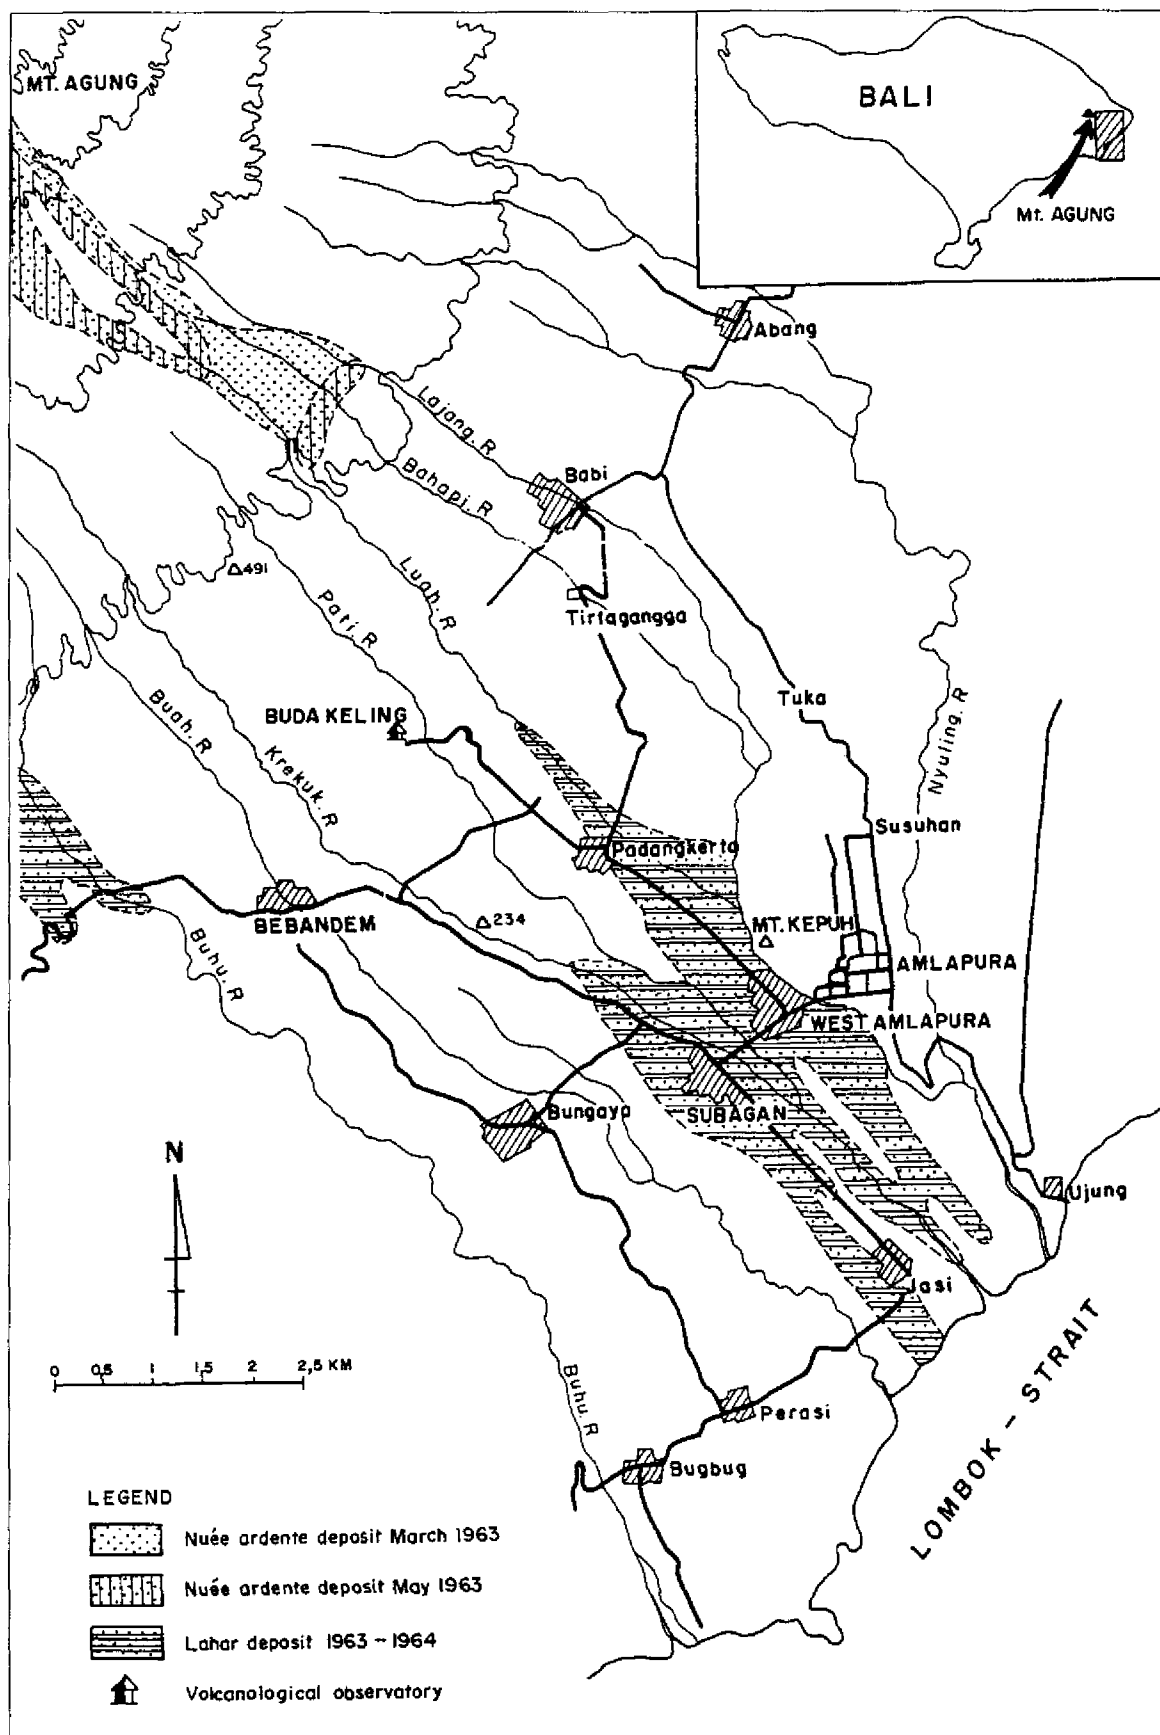 MT. AGUNG
BALI
Mt. AGUNG
Abang
Lajang. R
Babi
Bahapi. R
△491
Luah. R
Pati. R
Tirtagangga
Tuka
Nyuling. R
BUDA KELING
Buah. R
Krekuk. R
Susuhan
Padangkerta
△234
MT. KEPUH
BEBANDEM
AMLAPURA
Buhu. R
WEST AMLAPURA
SUBAGAN
Bungaya
N
Ujung
Jasi
0 0,5 1 1,5 2 2,5 KM
Buhu. R
Perasi
Bugbug
LOMBOK - STRAIT
LEGEND
Nuée ardente deposit March 1963
Nuée ardente deposit May 1963
Lahar deposit 1963 - 1964
Volcanological observatory